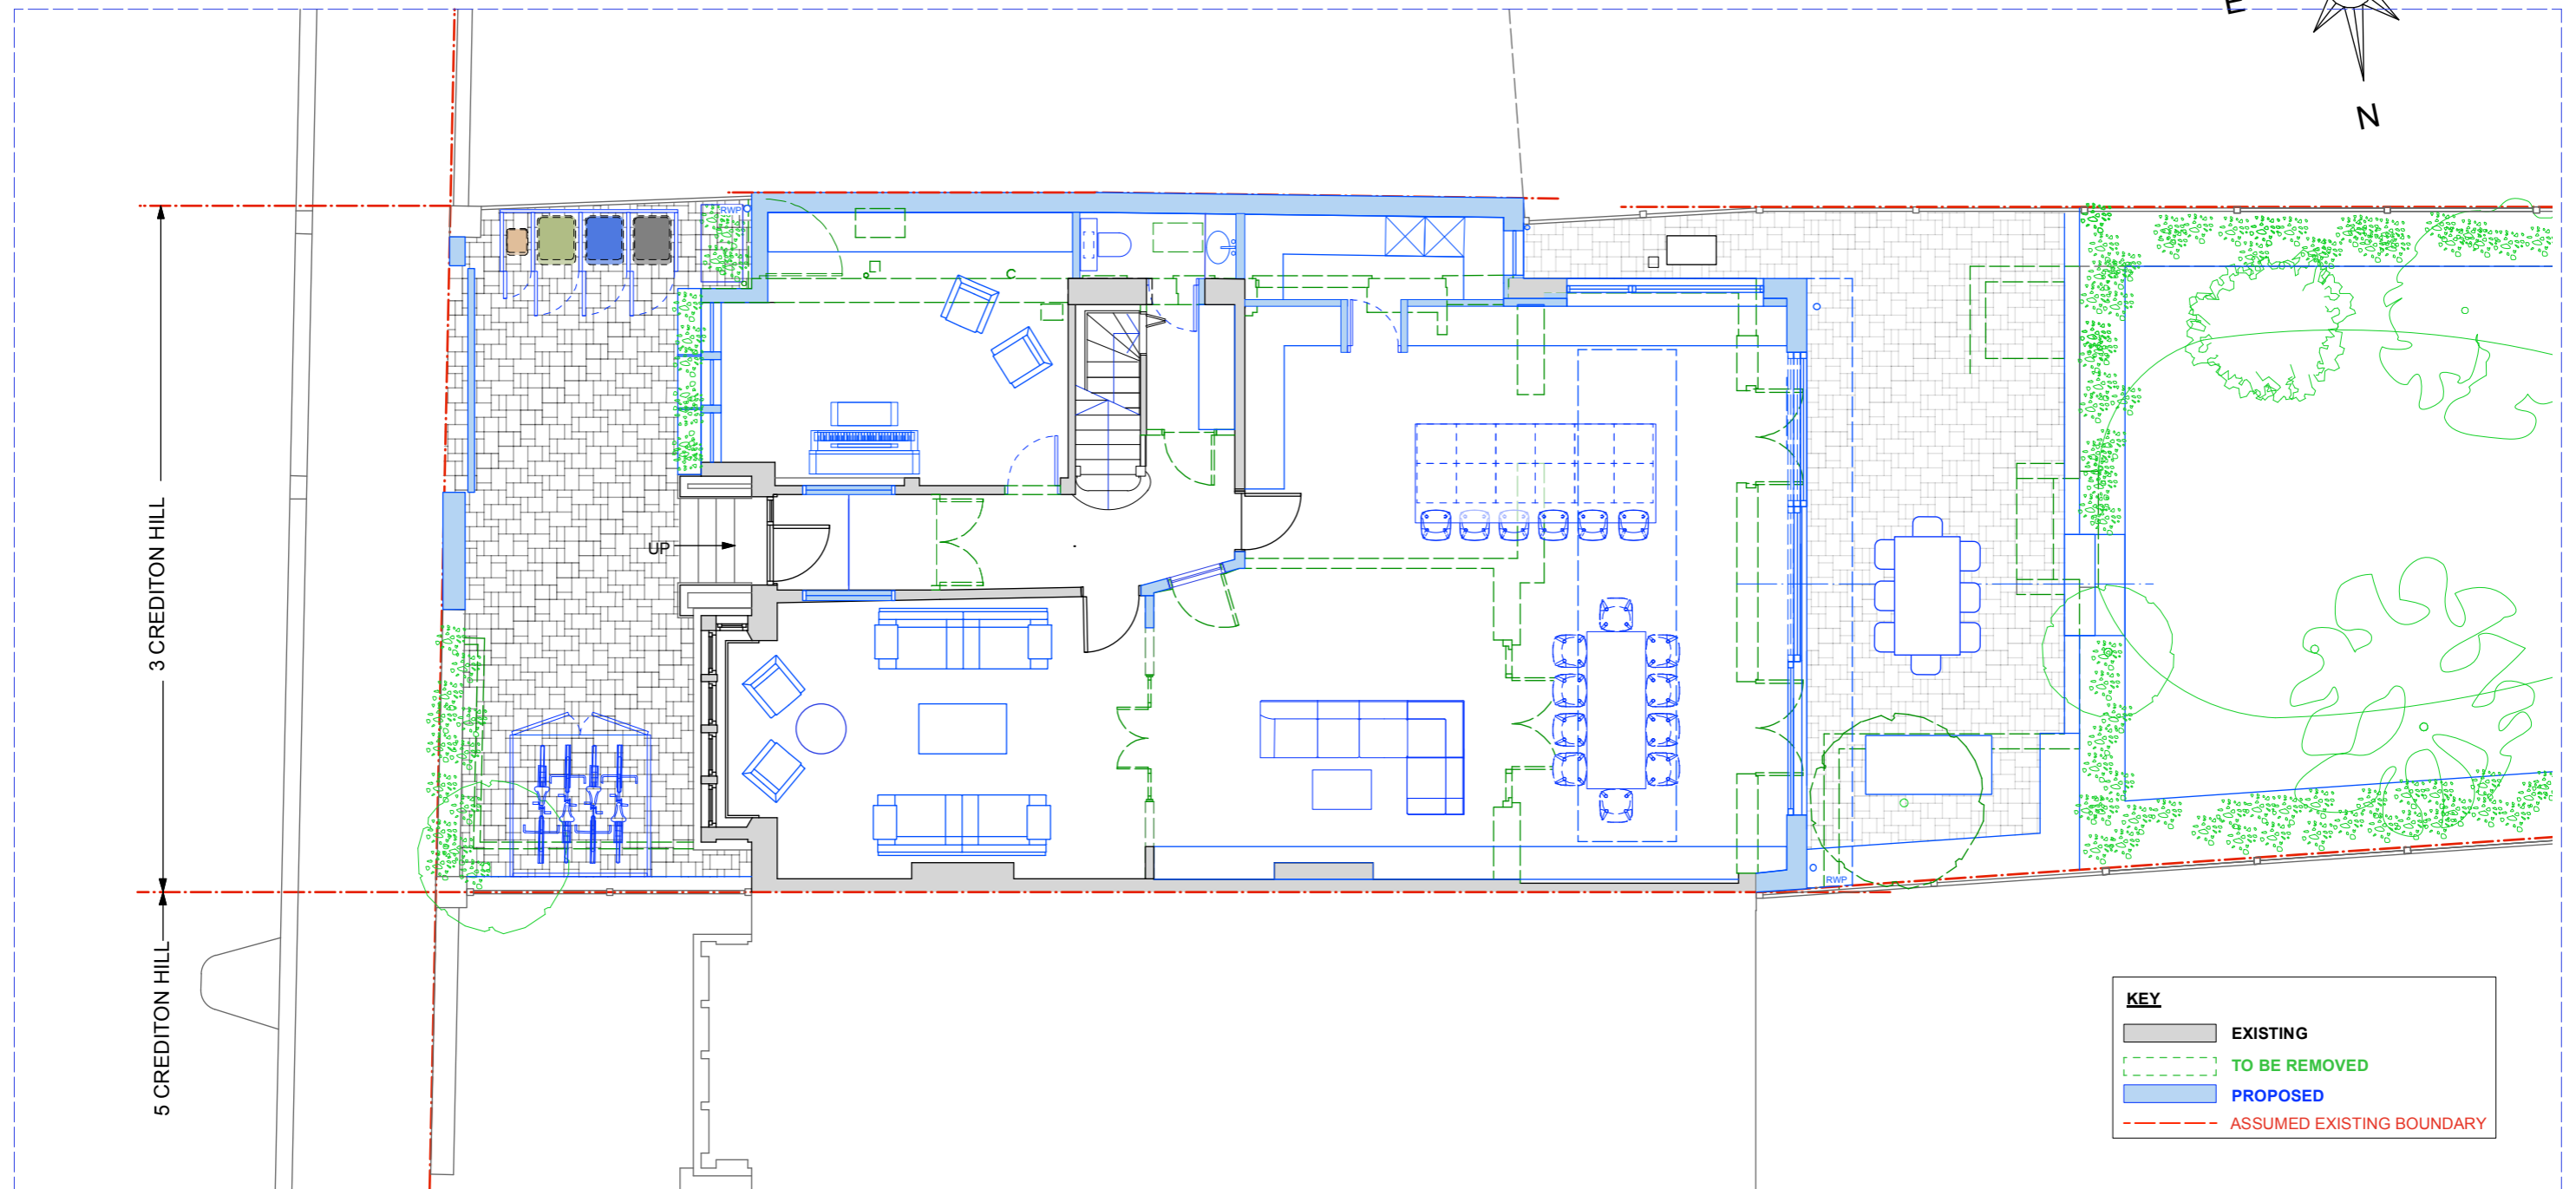 E
N
RWP
3 CREDITON HILL
UP
RWP
5 CREDITON HILL
KEY
EXISTING
TO BE REMOVED
PROPOSED
ASSUMED EXISTING BOUNDARY